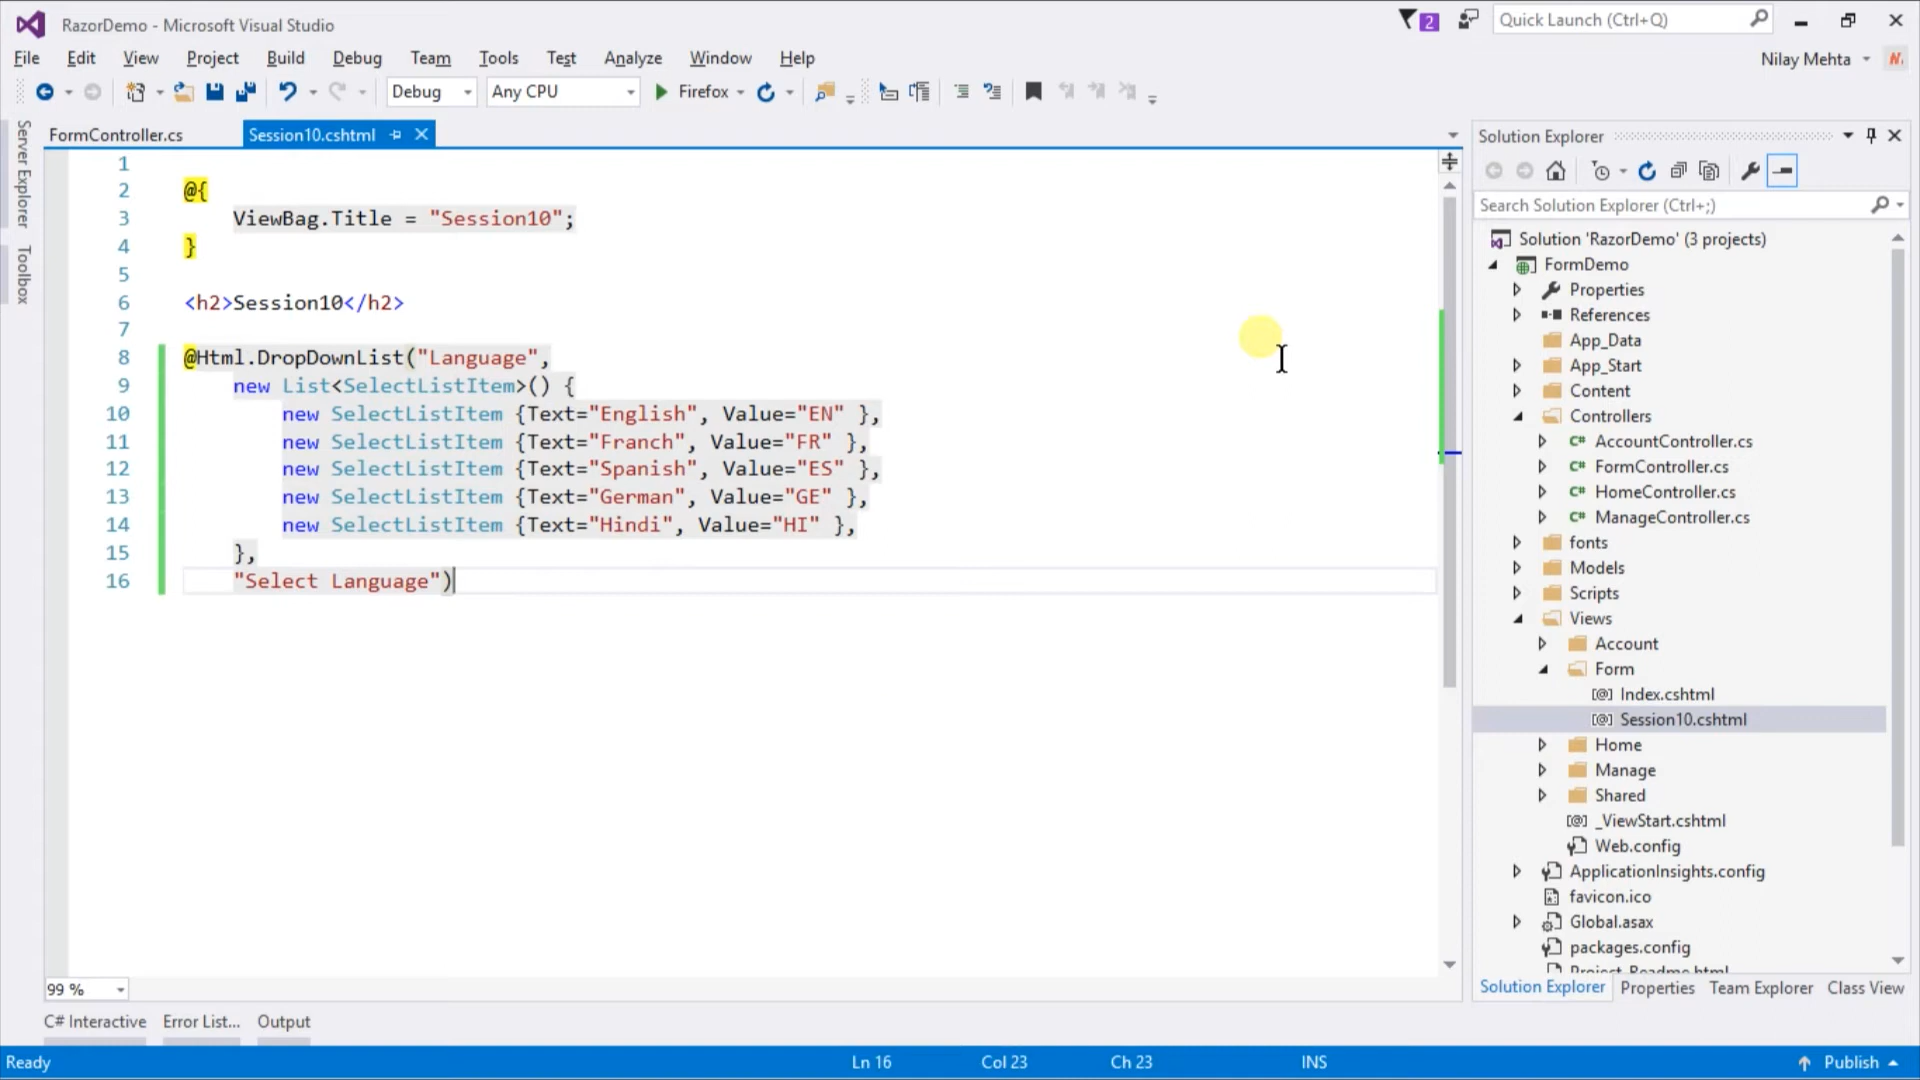 RazorDemo - Microsoft Visual Studio
2
Quick Launch (Ctrl+Q)
File Edit View Project Build Debug Team Tools Test Analyze Window Help
Nilay Mehta
Debug Any CPU Firefox
Server Explorer
Toolbox
FormController.cs Session10.cshtml
1
2 @{
3 ViewBag.Title = "Session10";
4 }
5
6 <h2>Session10</h2>
7
8 @Html.DropDownList("Language",
9 new List<SelectListItem>() {
10 new SelectListItem {Text="English", Value="EN" },
11 new SelectListItem {Text="Franch", Value="FR" },
12 new SelectListItem {Text="Spanish", Value="ES" },
13 new SelectListItem {Text="German", Value="GE" },
14 new SelectListItem {Text="Hindi", Value="HI" },
15 },
16 "Select Language")
99 %
Solution Explorer
Search Solution Explorer (Ctrl+;)
Solution 'RazorDemo' (3 projects)
FormDemo
Properties
References
App_Data
App_Start
Content
Controllers
C# AccountController.cs
C# FormController.cs
C# HomeController.cs
C# ManageController.cs
fonts
Models
Scripts
Views
Account
Form
[@] Index.cshtml
[@] Session10.cshtml
Home
Manage
Shared
[@] _ViewStart.cshtml
Web.config
ApplicationInsights.config
favicon.ico
Global.asax
packages.config
Project_Readme.html
Solution Explorer Properties Team Explorer Class View
C# Interactive Error List... Output
Ready Ln 16 Col 23 Ch 23 INS Publish